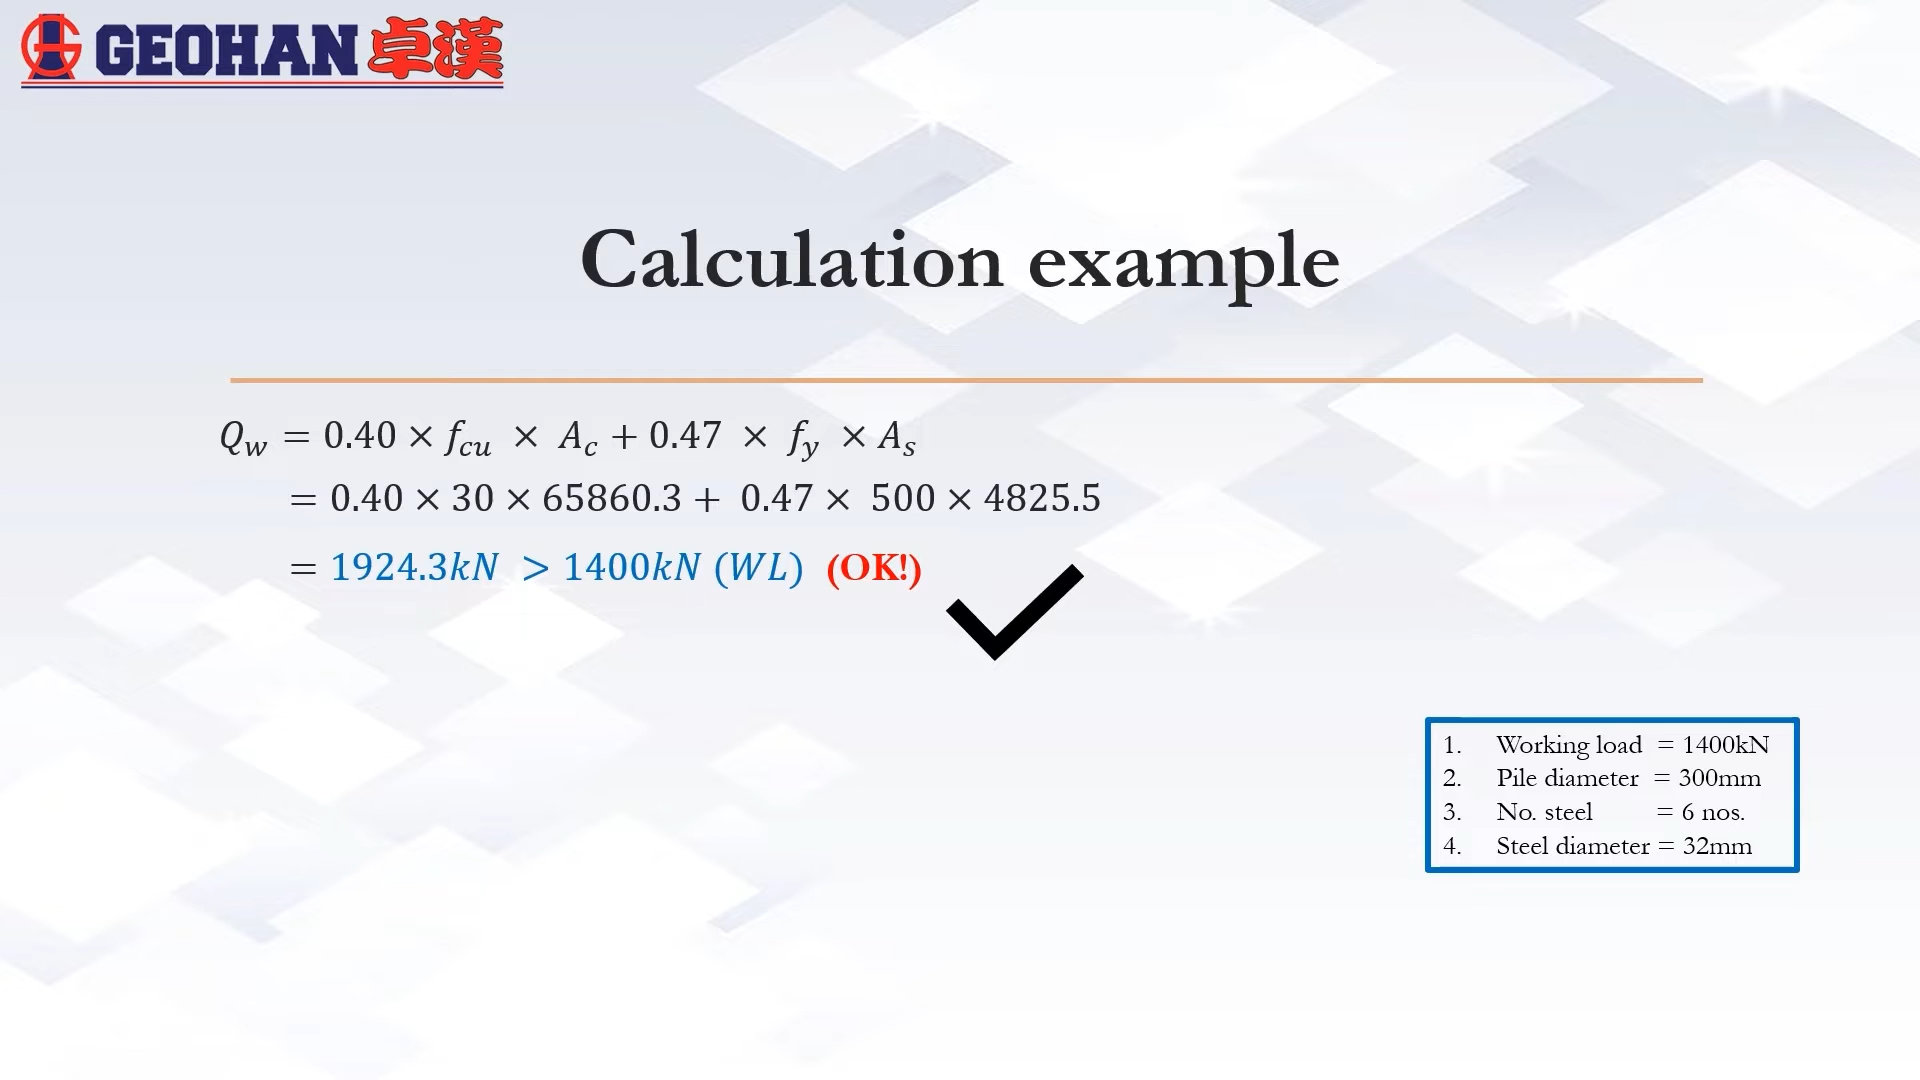 GEOHAN 卓漢
Calculation example
Q_w = 0.40 × f_cu × A_c + 0.47 × f_y × A_s
= 0.40 × 30 × 65860.3 + 0.47 × 500 × 4825.5
= 1924.3kN > 1400kN (WL) (OK!)
1. Working load = 1400kN
2. Pile diameter = 300mm
3. No. steel = 6 nos.
4. Steel diameter = 32mm